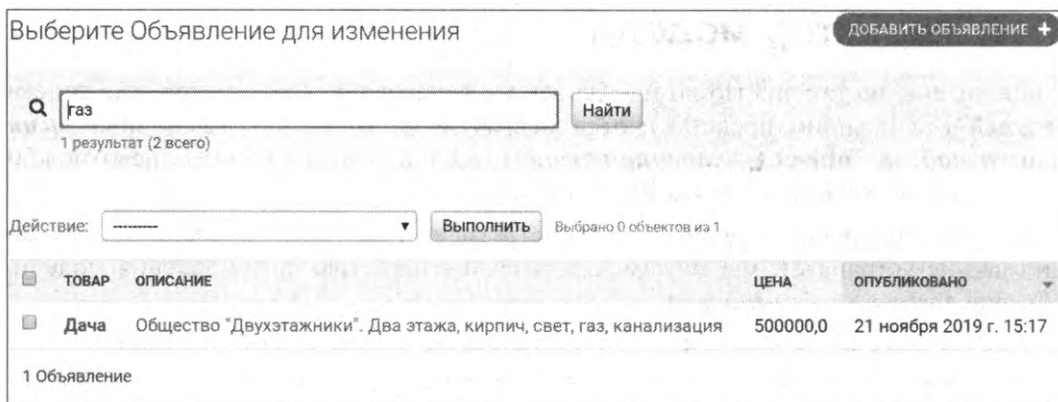 Выберите Объявление для изменения
ДОБАВИТЬ ОБЪЯВЛЕНИЕ +
газ
Найти
1 результат (2 всего)
Действие: --------- Выполнить Выбрано 0 объектов из 1
ТОВАР ОПИСАНИЕ ЦЕНА ОПУБЛИКОВАНО
Дача Общество "Двухэтажники". Два этажа, кирпич, свет, газ, канализация 500000,0 21 ноября 2019 г. 15:17
1 Объявление